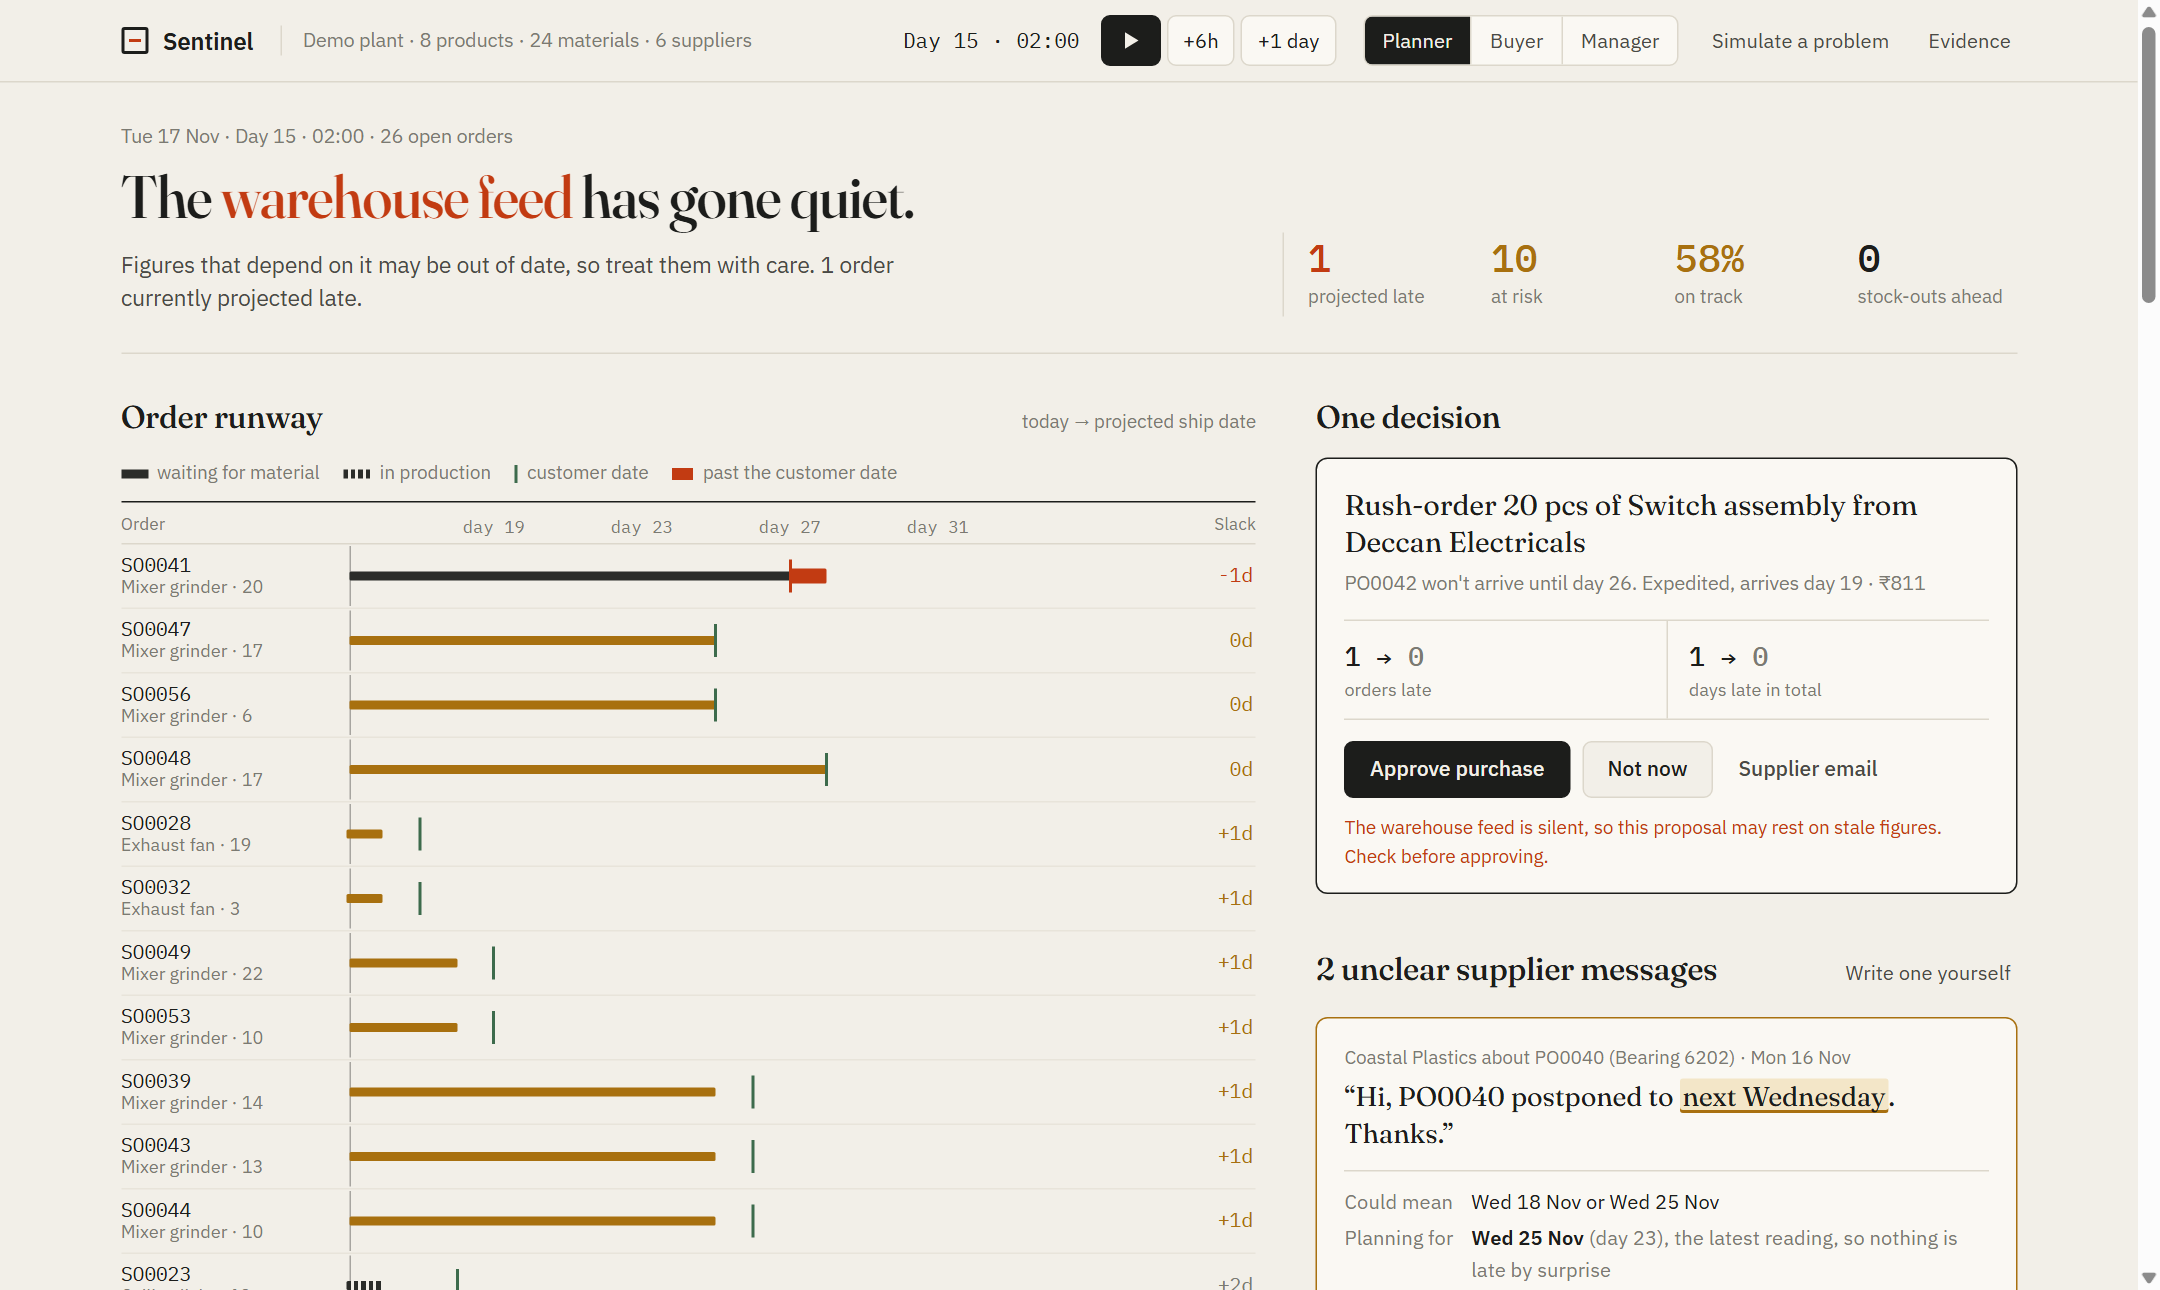 Sentinel
Demo plant · 8 products · 24 materials · 6 suppliers
Day 15 · 02:00
+6h
+1 day
Planner
Buyer
Manager
Simulate a problem
Evidence
Tue 17 Nov · Day 15 · 02:00 · 26 open orders
The warehouse feed has gone quiet.
Figures that depend on it may be out of date, so treat them with care. 1 order
currently projected late.
1
projected late
10
at risk
58%
on track
0
stock-outs ahead
Order runway
today → projected ship date
waiting for material
in production
customer date
past the customer date
Order
day 19
day 23
day 27
day 31
Slack
SO0041
Mixer grinder · 20
-1d
SO0047
Mixer grinder · 17
0d
SO0056
Mixer grinder · 6
0d
SO0048
Mixer grinder · 17
0d
SO0028
Exhaust fan · 19
+1d
SO0032
Exhaust fan · 3
+1d
SO0049
Mixer grinder · 22
+1d
SO0053
Mixer grinder · 10
+1d
SO0039
Mixer grinder · 14
+1d
SO0043
Mixer grinder · 13
+1d
SO0044
Mixer grinder · 10
+1d
SO0023
+2d
One decision
Rush-order 20 pcs of Switch assembly from
Deccan Electricals
PO0042 won't arrive until day 26. Expedited, arrives day 19 · ₹811
1 → 0
orders late
1 → 0
days late in total
Approve purchase
Not now
Supplier email
The warehouse feed is silent, so this proposal may rest on stale figures.
Check before approving.
2 unclear supplier messages
Write one yourself
Coastal Plastics about PO0040 (Bearing 6202) · Mon 16 Nov
“Hi, PO0040 postponed to next Wednesday.
Thanks.”
Could mean
Wed 18 Nov or Wed 25 Nov
Planning for
Wed 25 Nov (day 23), the latest reading, so nothing is
late by surprise